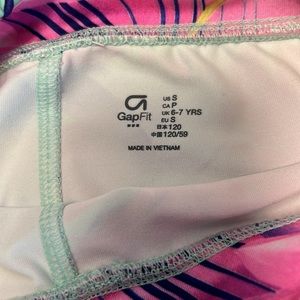 GapFit
US S
CA P
UK 6-7 YRS
EU S
日本 120
中国 120/59
MADE IN VIETNAM